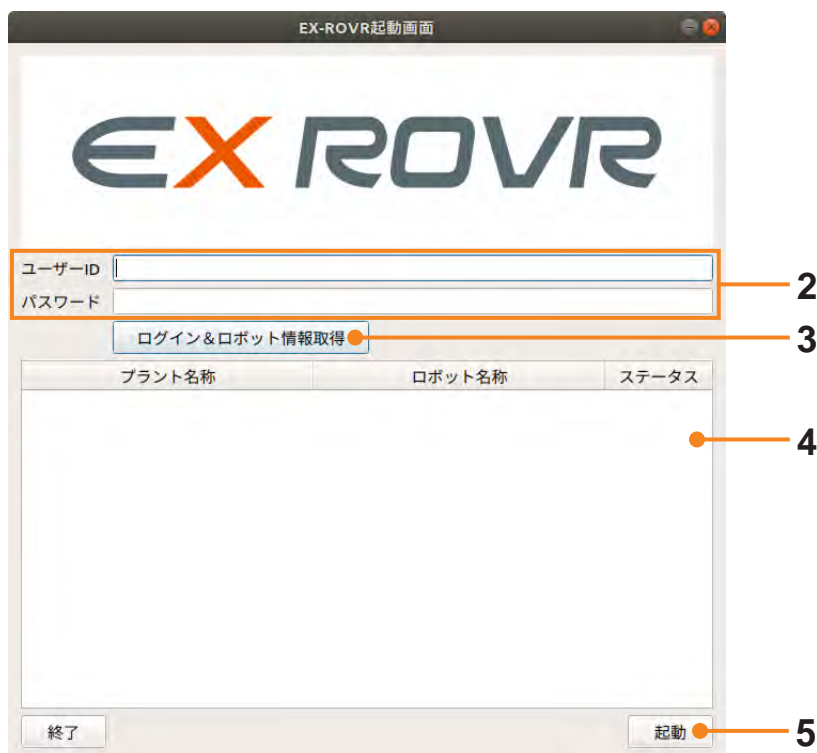 EX-ROVR起動画面
EX ROVR
ユーザーID
2
パスワード
ログイン&ロボット情報取得
3
プラント名称 ロボット名称 ステータス
4
終了 起動
5